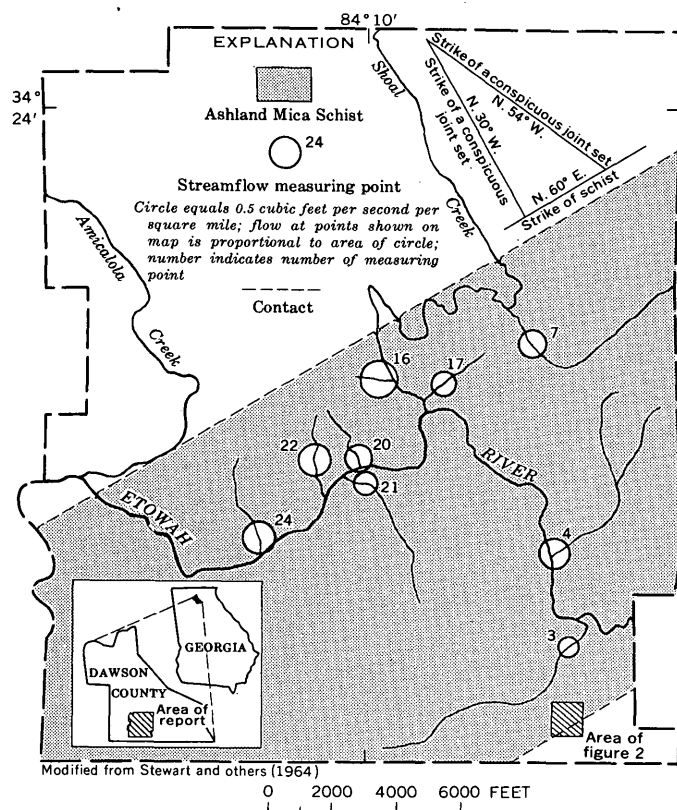 84° 10'
34°
24'
EXPLANATION
Ashland Mica Schist
24
Streamflow measuring point
Circle equals 0.5 cubic feet per second per
square mile; flow at points shown on
map is proportional to area of circle;
number indicates number of measuring
point
Contact
Shoal
Creek
Strike of a conspicuous joint set
N. 54° W.
Strike of a conspicuous
joint set
N. 30° W.
N. 60° E.
Strike of schist
Amicalola
Creek
7
16
17
22
20
21
24
RIVER
ETOWAH
4
3
GEORGIA
DAWSON
COUNTY
Area of
report
Area of
figure 2
Modified from Stewart and others (1964)
0 2000 4000 6000 FEET